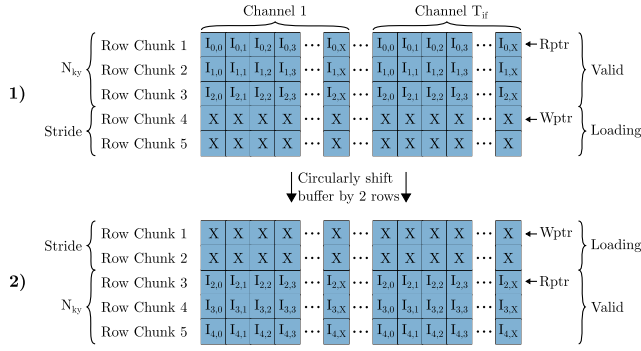 Channel 1 Channel T_if
Row Chunk 1 I_0,0 I_0,1 I_0,2 I_0,3 ··· I_0,X ··· I_0,0 I_0,1 I_0,2 I_0,3 ··· I_0,X Rptr
N_ky Row Chunk 2 I_1,0 I_1,1 I_1,2 I_1,3 ··· I_1,X ··· I_1,0 I_1,1 I_1,2 I_1,3 ··· I_1,X Valid
Row Chunk 3 I_2,0 I_2,1 I_2,2 I_2,3 ··· I_2,X ··· I_2,0 I_2,1 I_2,2 I_2,3 ··· I_2,X
1)
Row Chunk 4 X X X X ··· X ··· X X X X ··· X Wptr
Stride Loading
Row Chunk 5 X X X X ··· X ··· X X X X ··· X
Circularly shift
buffer by 2 rows
Row Chunk 1 X X X X ··· X ··· X X X X ··· X Wptr
Stride Loading
Row Chunk 2 X X X X ··· X ··· X X X X ··· X
2)
Row Chunk 3 I_2,0 I_2,1 I_2,2 I_2,3 ··· I_2,X ··· I_2,0 I_2,1 I_2,2 I_2,3 ··· I_2,X Rptr
N_ky Row Chunk 4 I_3,0 I_3,1 I_3,2 I_3,3 ··· I_3,X ··· I_3,0 I_3,1 I_3,2 I_3,3 ··· I_3,X Valid
Row Chunk 5 I_4,0 I_4,1 I_4,2 I_4,3 ··· I_4,X ··· I_4,0 I_4,1 I_4,2 I_4,3 ··· I_4,X